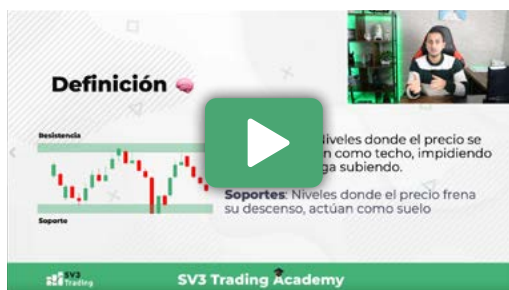 Definición
Resistencia
Niveles donde el precio se
como techo, impidiendo
subiendo.
Soportes: Niveles donde el precio frena
su descenso, actúan como suelo
Soporte
SV3
Trading
SV3 Trading Academy